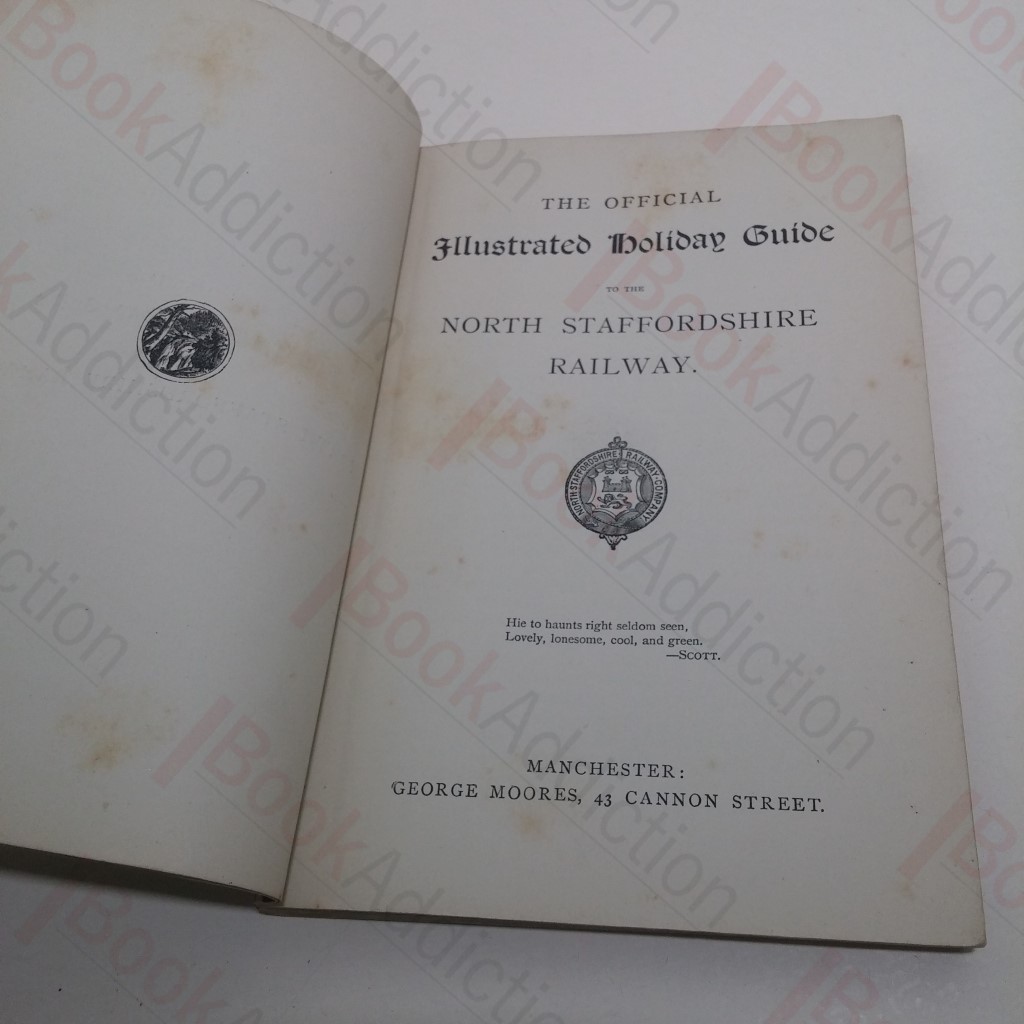 THE OFFICIAL
Illustrated Holiday Guide
TO THE
NORTH STAFFORDSHIRE
RAILWAY.
NORTH STAFFORDSHIRE RAILWAY COMPANY
Hie to haunts right seldom seen,
Lovely, lonesome, cool, and green.
—SCOTT.
MANCHESTER:
GEORGE MOORES, 43 CANNON STREET.
BookAddiction